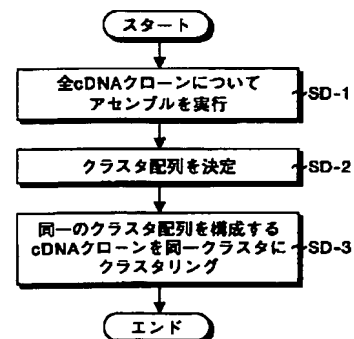 スタート
全cDNAクローンについて
アセンブルを実行
SD-1
クラスタ配列を決定
SD-2
同一のクラスタ配列を構成する
cDNAクローンを同一クラスタに
クラスタリング
SD-3
エンド